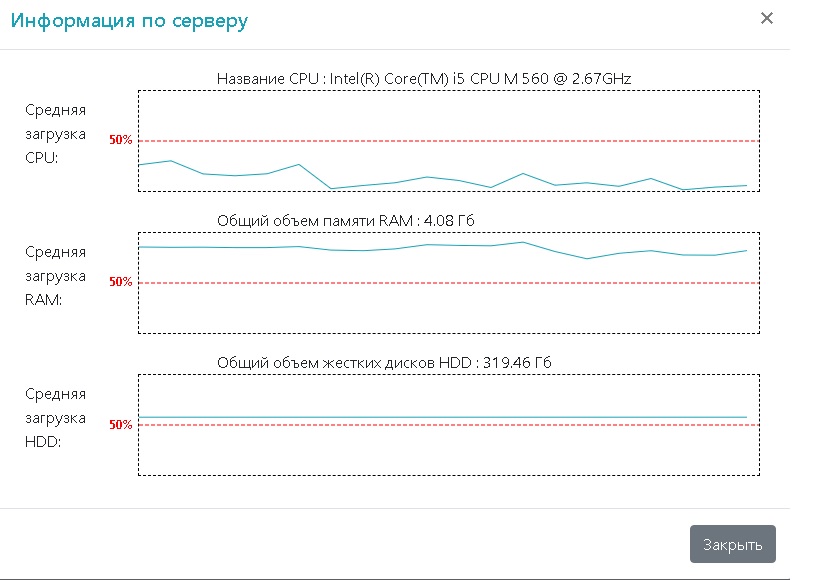 Информация по серверу
×
Название CPU : Intel(R) Core(TM) i5 CPU M 560 @ 2.67GHz
Средняя
загрузка
CPU:
50%
Общий объем памяти RAM : 4.08 Гб
Средняя
загрузка
RAM:
50%
Общий объем жестких дисков HDD : 319.46 Гб
Средняя
загрузка
HDD:
50%
Закрыть